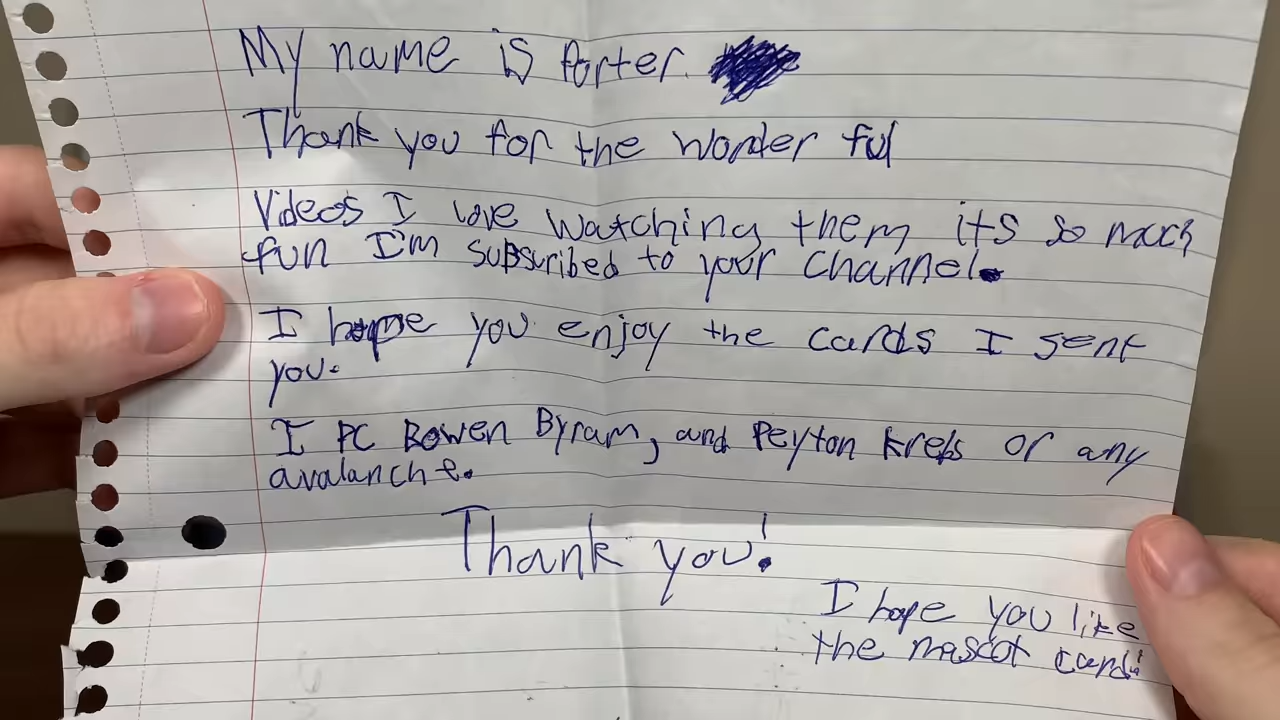 My name is Porter.
Thank you for the wonder ful
Videos I love watching them its so much
fun I'm subscribed to your channel.
I hope you enjoy the cards I sent
you.
I PC Bowen Byram, and Peyton krebs or any
avalanche.
Thank you!
I hope you like
the mascot card!